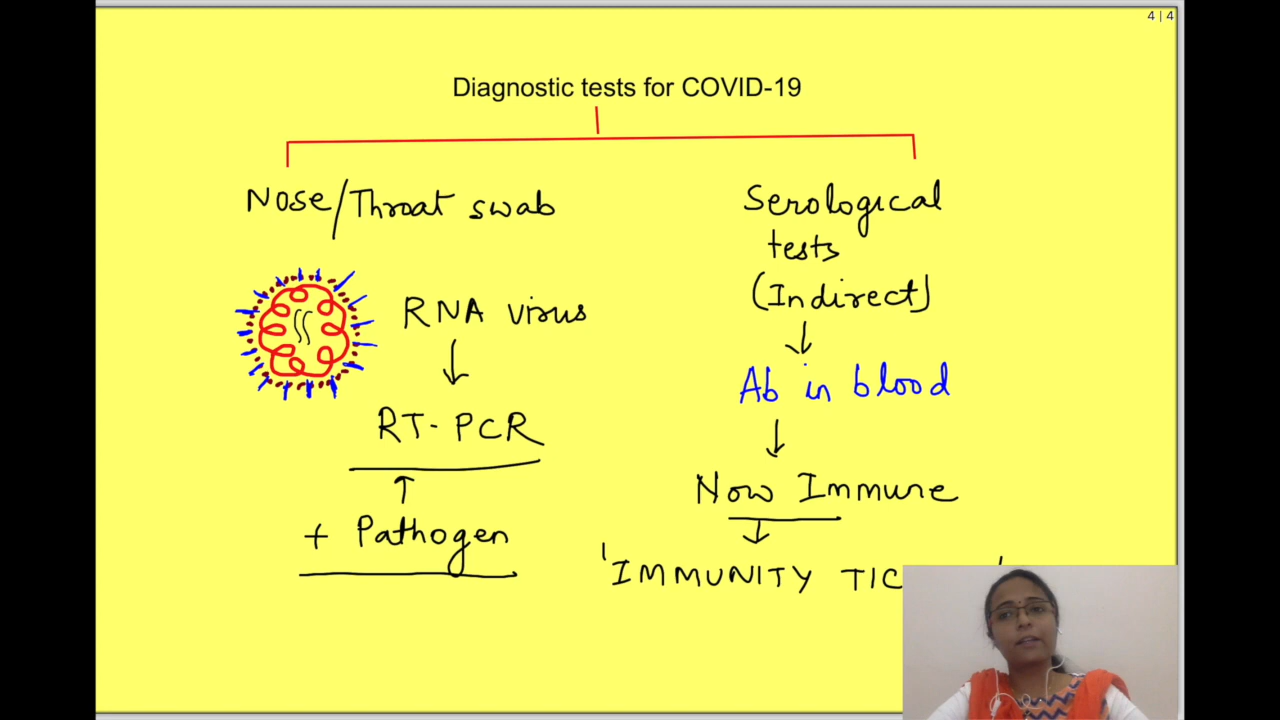 4 | 4
Diagnostic tests for COVID-19
Nose/Throat swab
RNA virus
RT-PCR
+ Pathogen
Serological
tests
(Indirect)
Ab in blood
Now Immune
'IMMUNITY